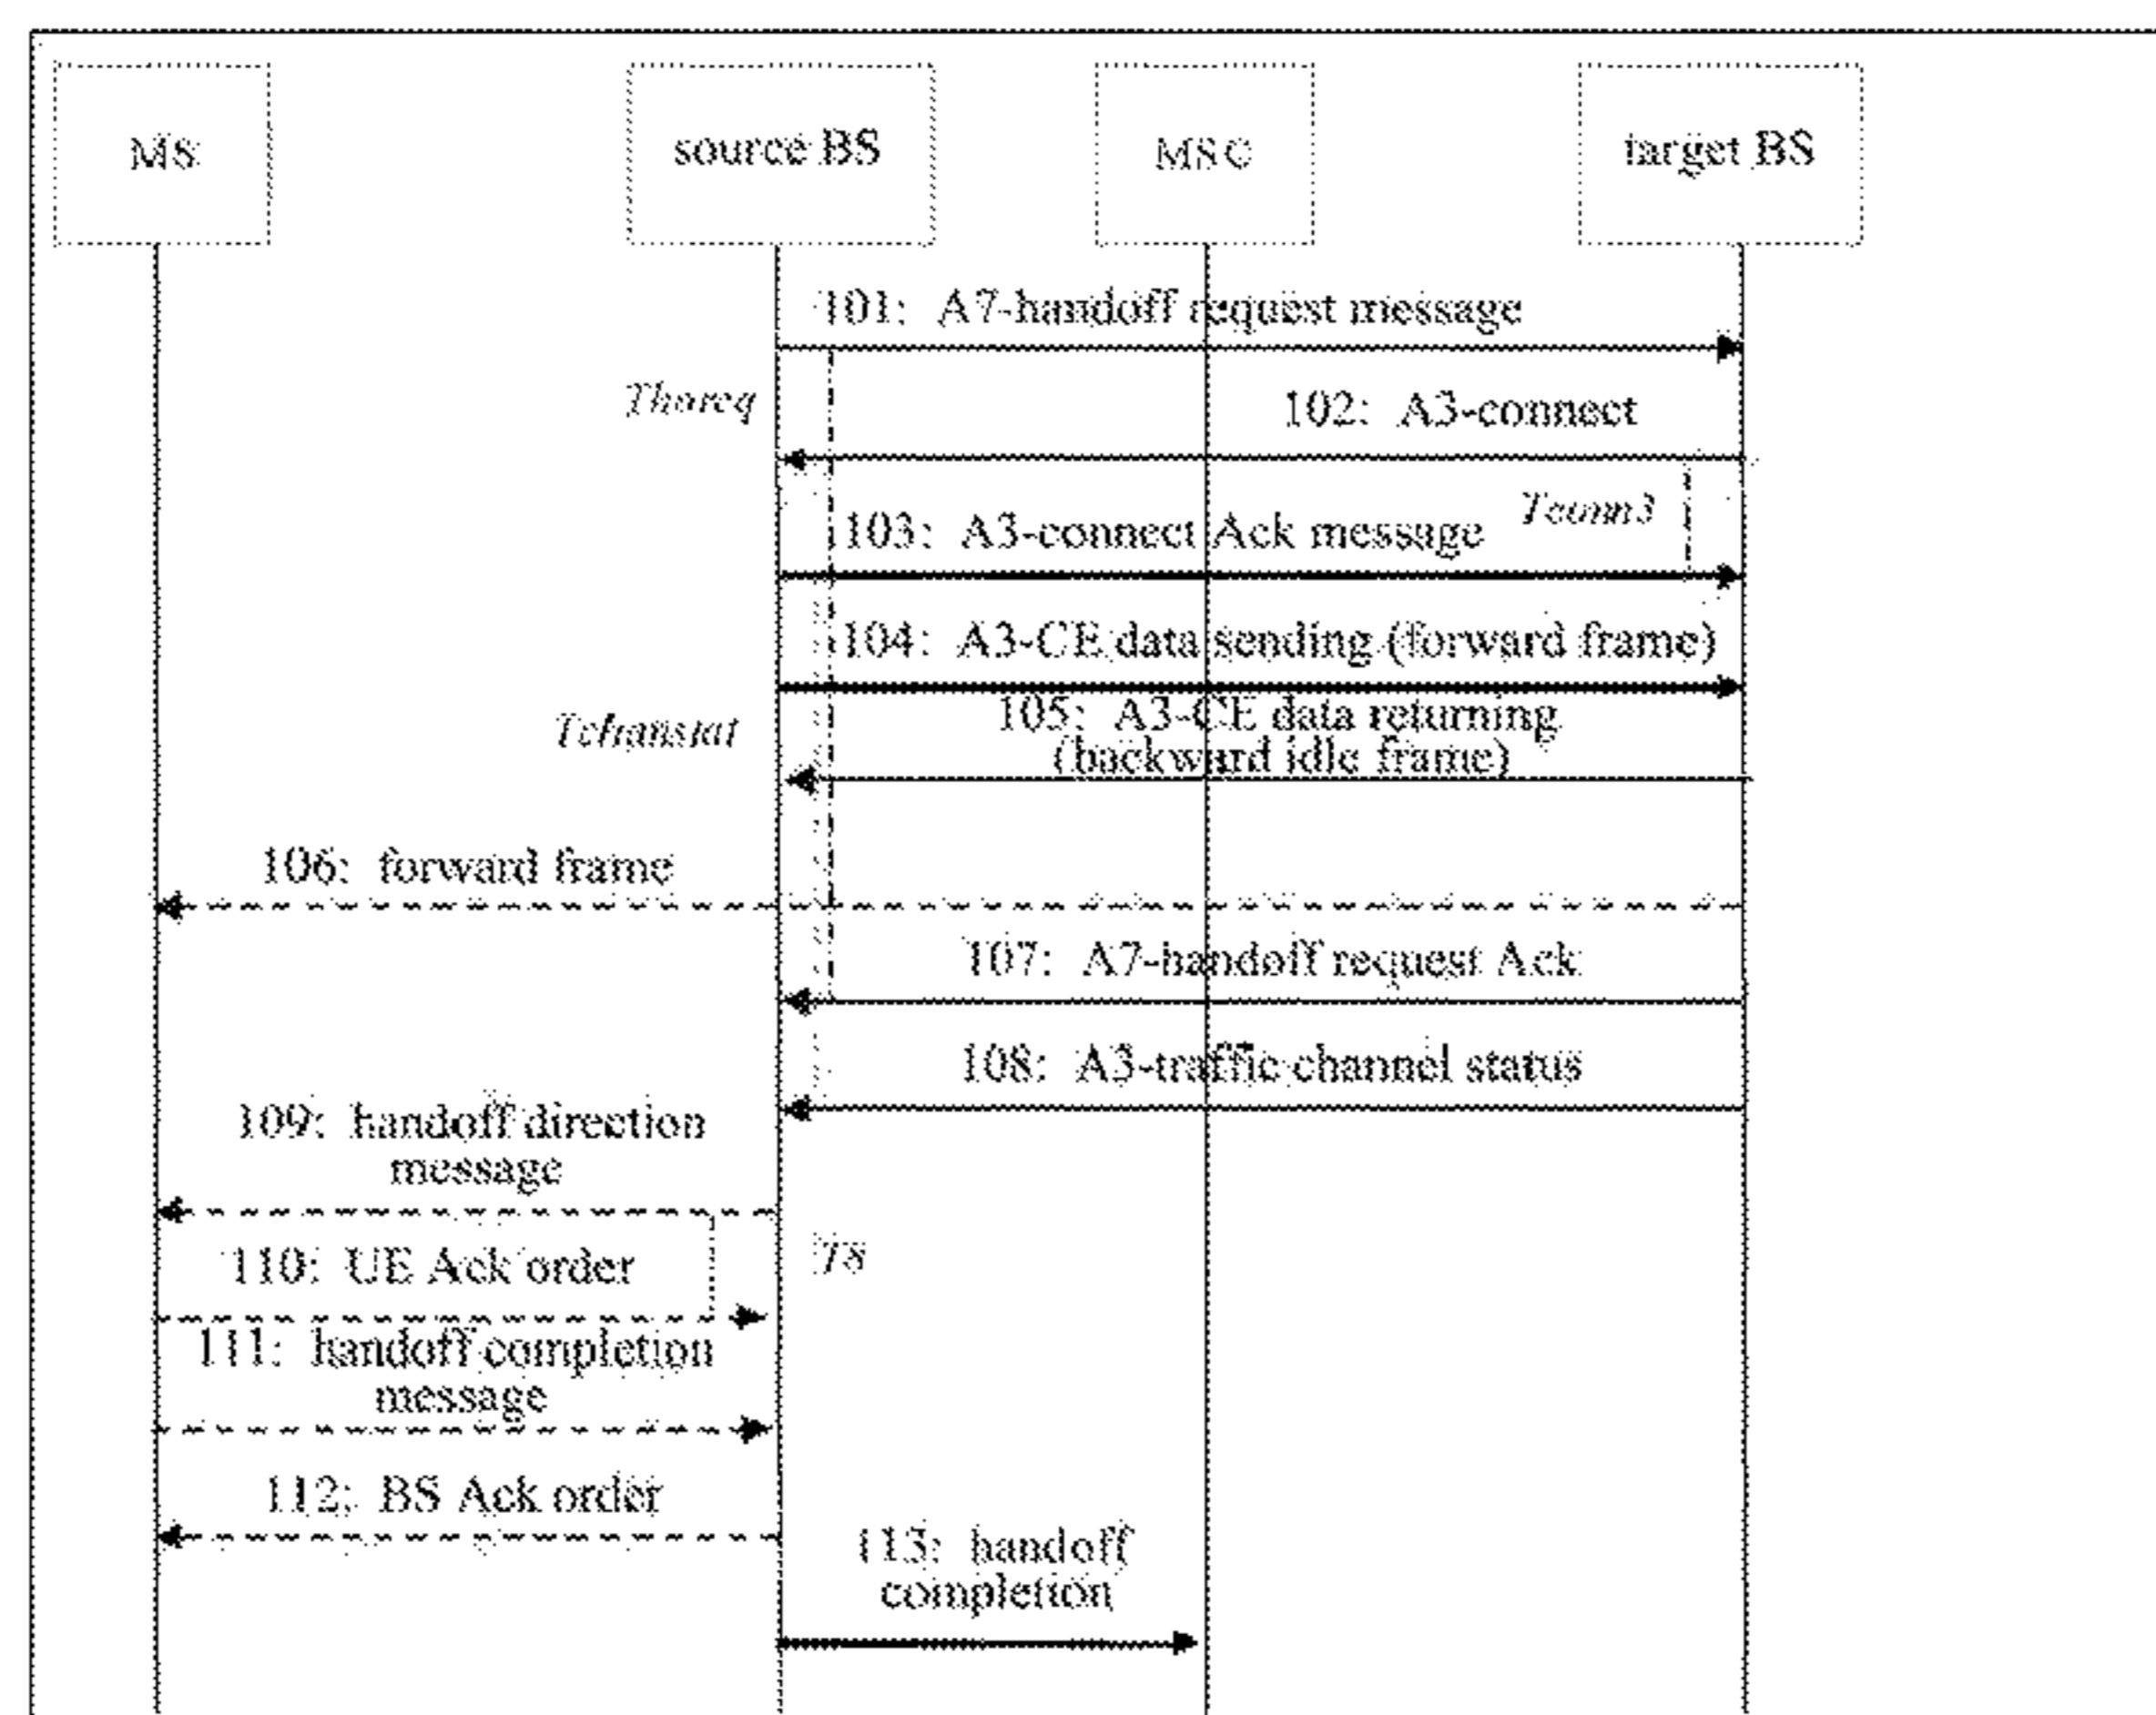 MS
source BS
MSC
target BS
101: A7-handoff request message
Thoreq
102: A3-connect
Tconn3
103: A3-connect Ack message
104: A3-CE data sending (forward frame)
105: A3-CE data returning
(backward idle frame)
Tchanstat
106: forward frame
107: A7-handoff request Ack
108: A3-traffic channel status
109: handoff direction
message
110: UE Ack order
T8
111: handoff completion
message
112: BS Ack order
113: handoff
completion